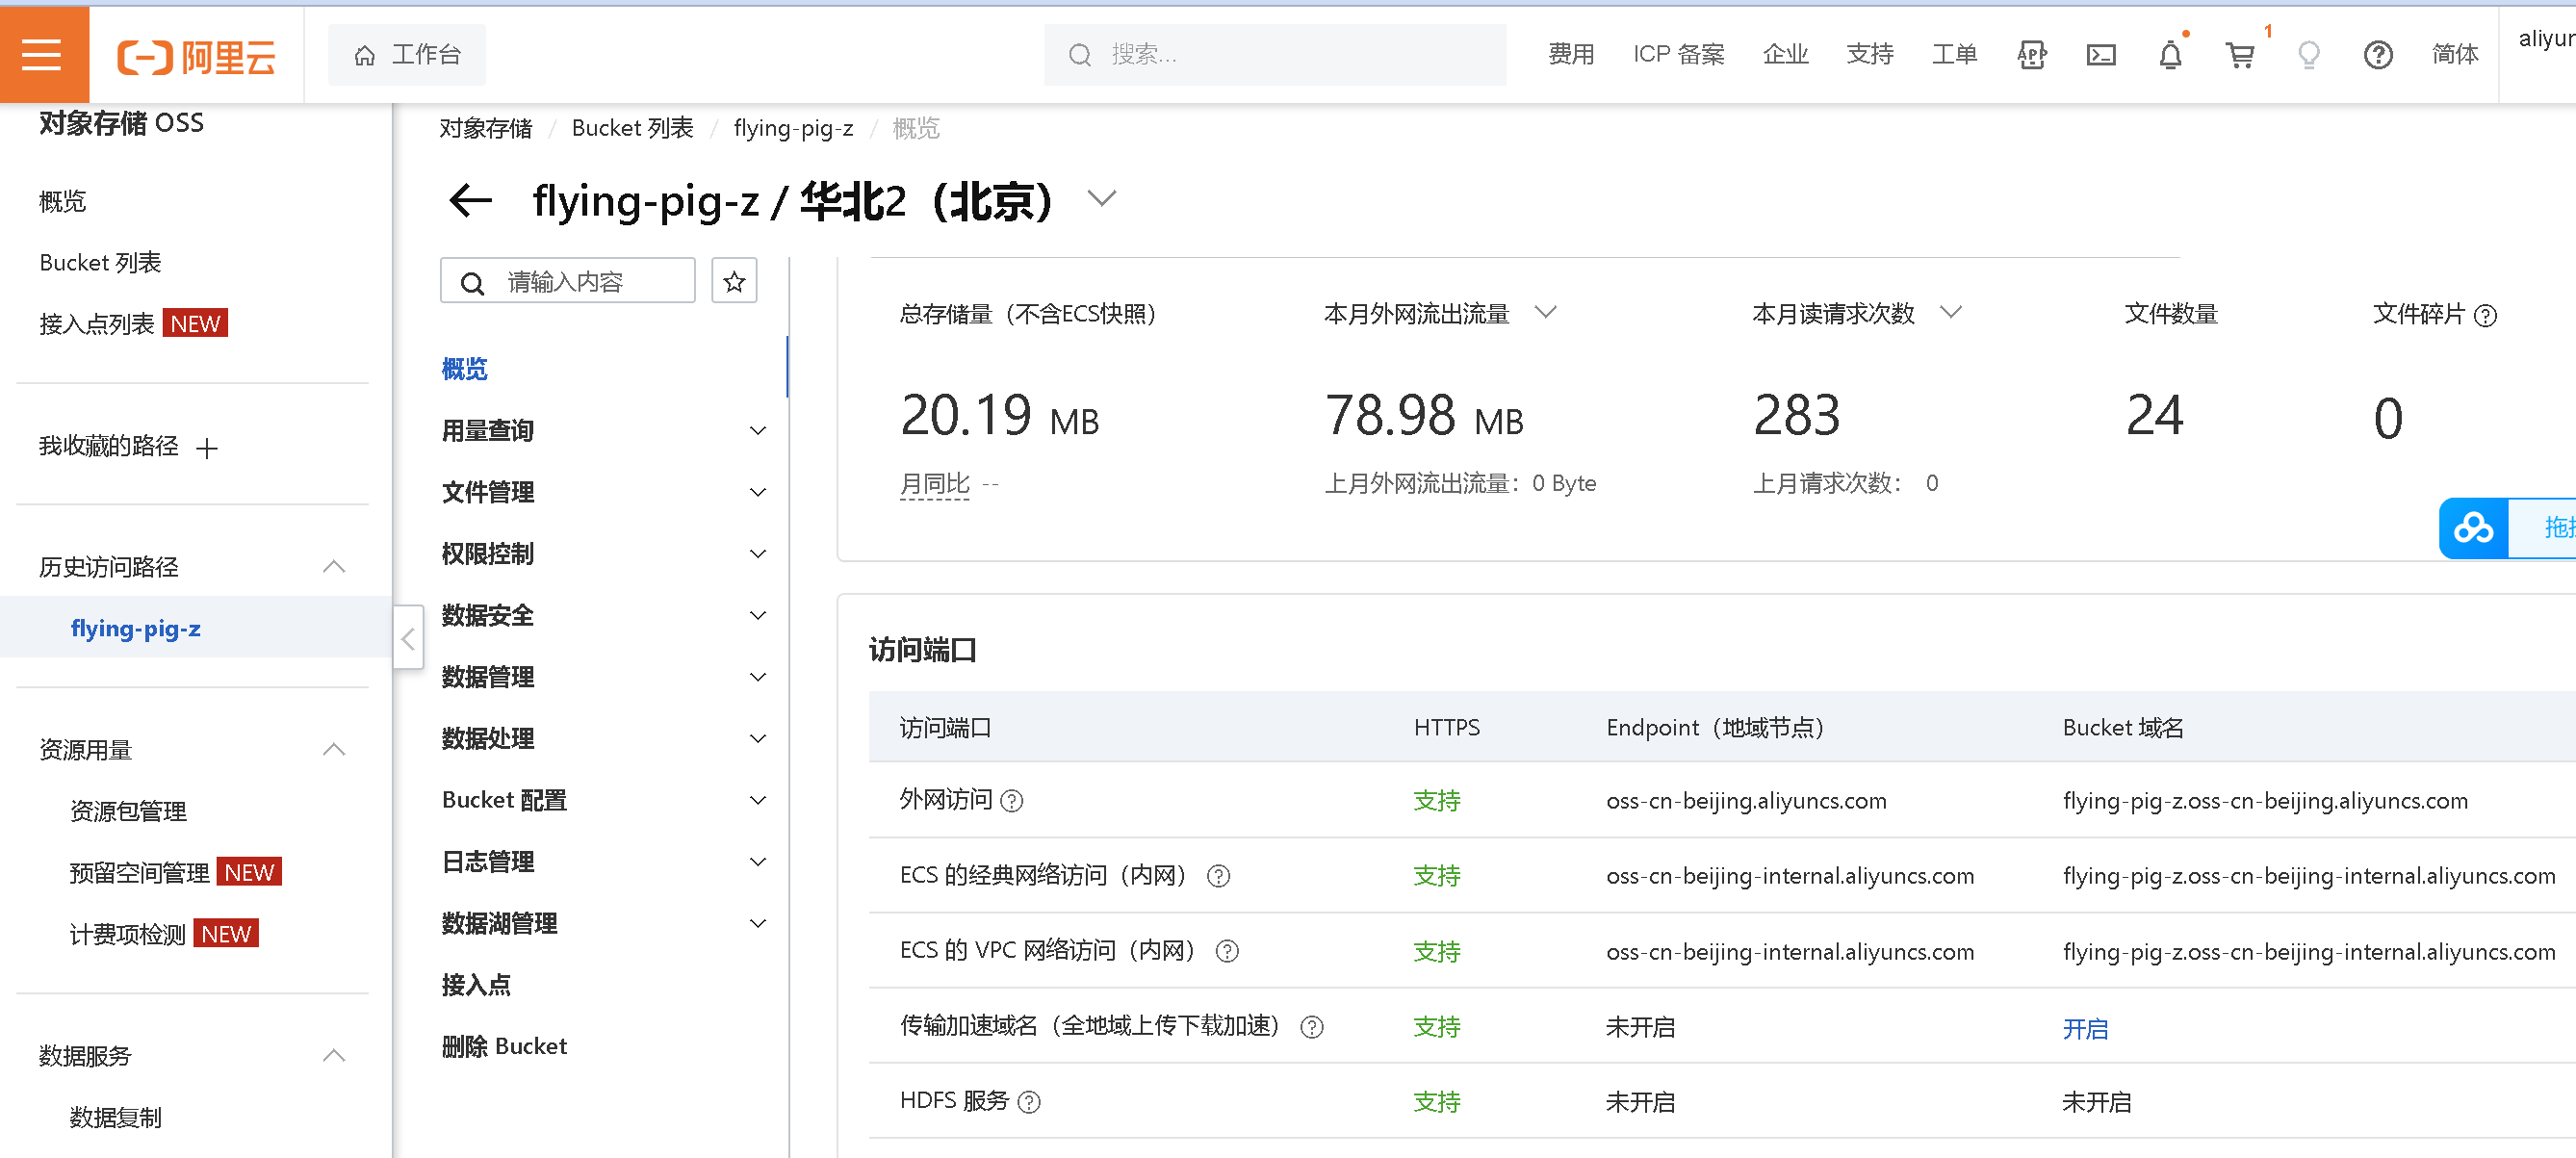 阿里云
工作台
搜索...
费用
ICP 备案
企业
支持
工单
1
简体
对象存储 OSS
概览
Bucket 列表
接入点列表 NEW
我收藏的路径
历史访问路径
flying-pig-z
资源用量
资源包管理
预留空间管理 NEW
计费项检测 NEW
数据服务
数据复制
对象存储 / Bucket 列表 / flying-pig-z / 概览
flying-pig-z / 华北2（北京）
请输入内容
概览
用量查询
文件管理
权限控制
数据安全
数据管理
数据处理
Bucket 配置
日志管理
数据湖管理
接入点
删除 Bucket
总存储量（不含ECS快照） 本月外网流出流量 本月读请求次数 文件数量 文件碎片
20.19 MB 78.98 MB 283 24 0
月同比 -- 上月外网流出流量：0 Byte 上月请求次数： 0
访问端口
访问端口 HTTPS Endpoint（地域节点） Bucket 域名
外网访问 支持 oss-cn-beijing.aliyuncs.com flying-pig-z.oss-cn-beijing.aliyuncs.com
ECS 的经典网络访问（内网） 支持 oss-cn-beijing-internal.aliyuncs.com flying-pig-z.oss-cn-beijing-internal.aliyuncs.com
ECS 的 VPC 网络访问（内网） 支持 oss-cn-beijing-internal.aliyuncs.com flying-pig-z.oss-cn-beijing-internal.aliyuncs.com
传输加速域名（全地域上传下载加速） 支持 未开启 开启
HDFS 服务 支持 未开启 未开启